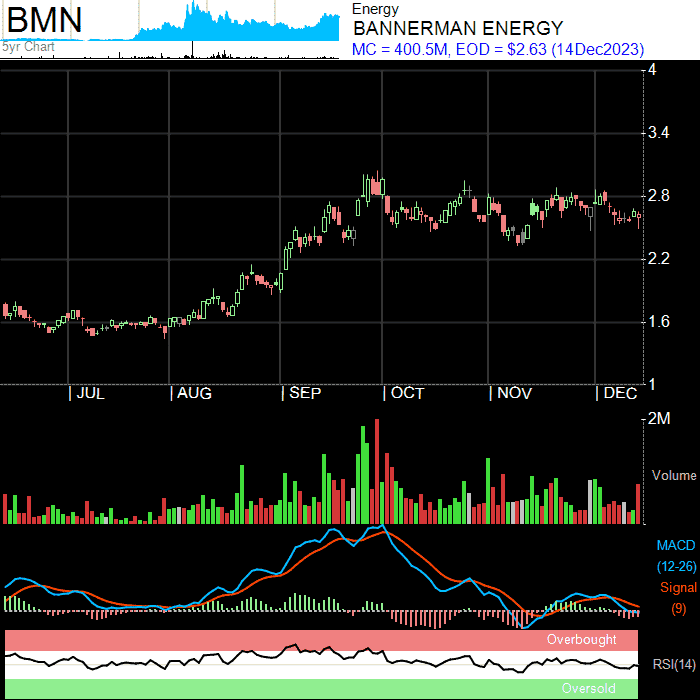 BMN
5yr Chart
Energy
BANNERMAN ENERGY
MC = 400.5M, EOD = $2.63 (14Dec2023)
4
3.4
2.8
2.2
1.6
1
| JUL | AUG | SEP | OCT | NOV | DEC
2M
Volume
MACD
(12-26)
Signal
(9)
Overbought
RSI(14)
Oversold